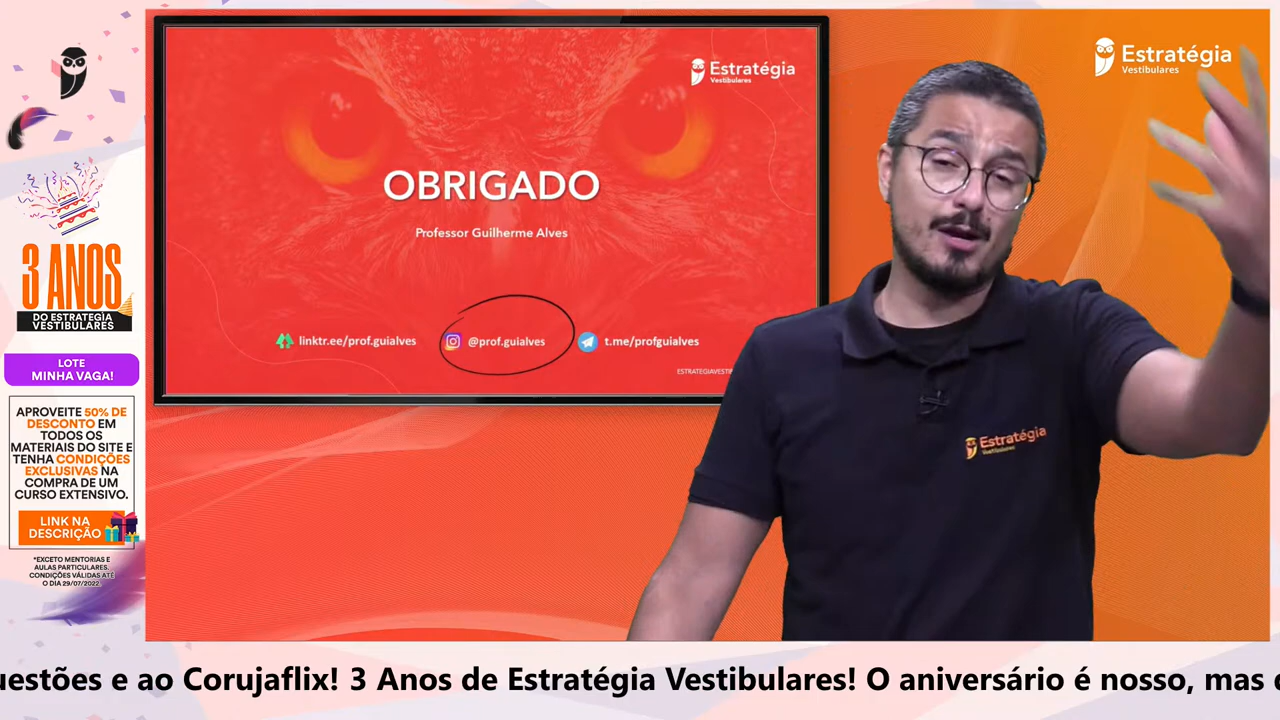 3 ANOS
DO ESTRATEGIA
VESTIBULARES
LOTE
MINHA VAGA!
APROVEITE 50% DE
DESCONTO EM
TODOS OS
MATERIAIS DO SITE E
TENHA CONDIÇÕES
EXCLUSIVAS NA
COMPRA DE UM
CURSO EXTENSIVO.
LINK NA
DESCRIÇÃO
*EXCETO MENTORIAS E
AULAS PARTICULARES.
CONDIÇÕES VÁLIDAS ATÉ
O DIA 29/07/2022.
Estratégia
Vestibulares
OBRIGADO
Professor Guilherme Alves
linktr.ee/prof.guialves
@prof.guialves
t.me/profguialves
Estratégia
Vestibulares
Estratégia
Vestibulares
e ao Corujaflix! 3 Anos de Estratégia Vestibulares! O aniversário é nosso, mas